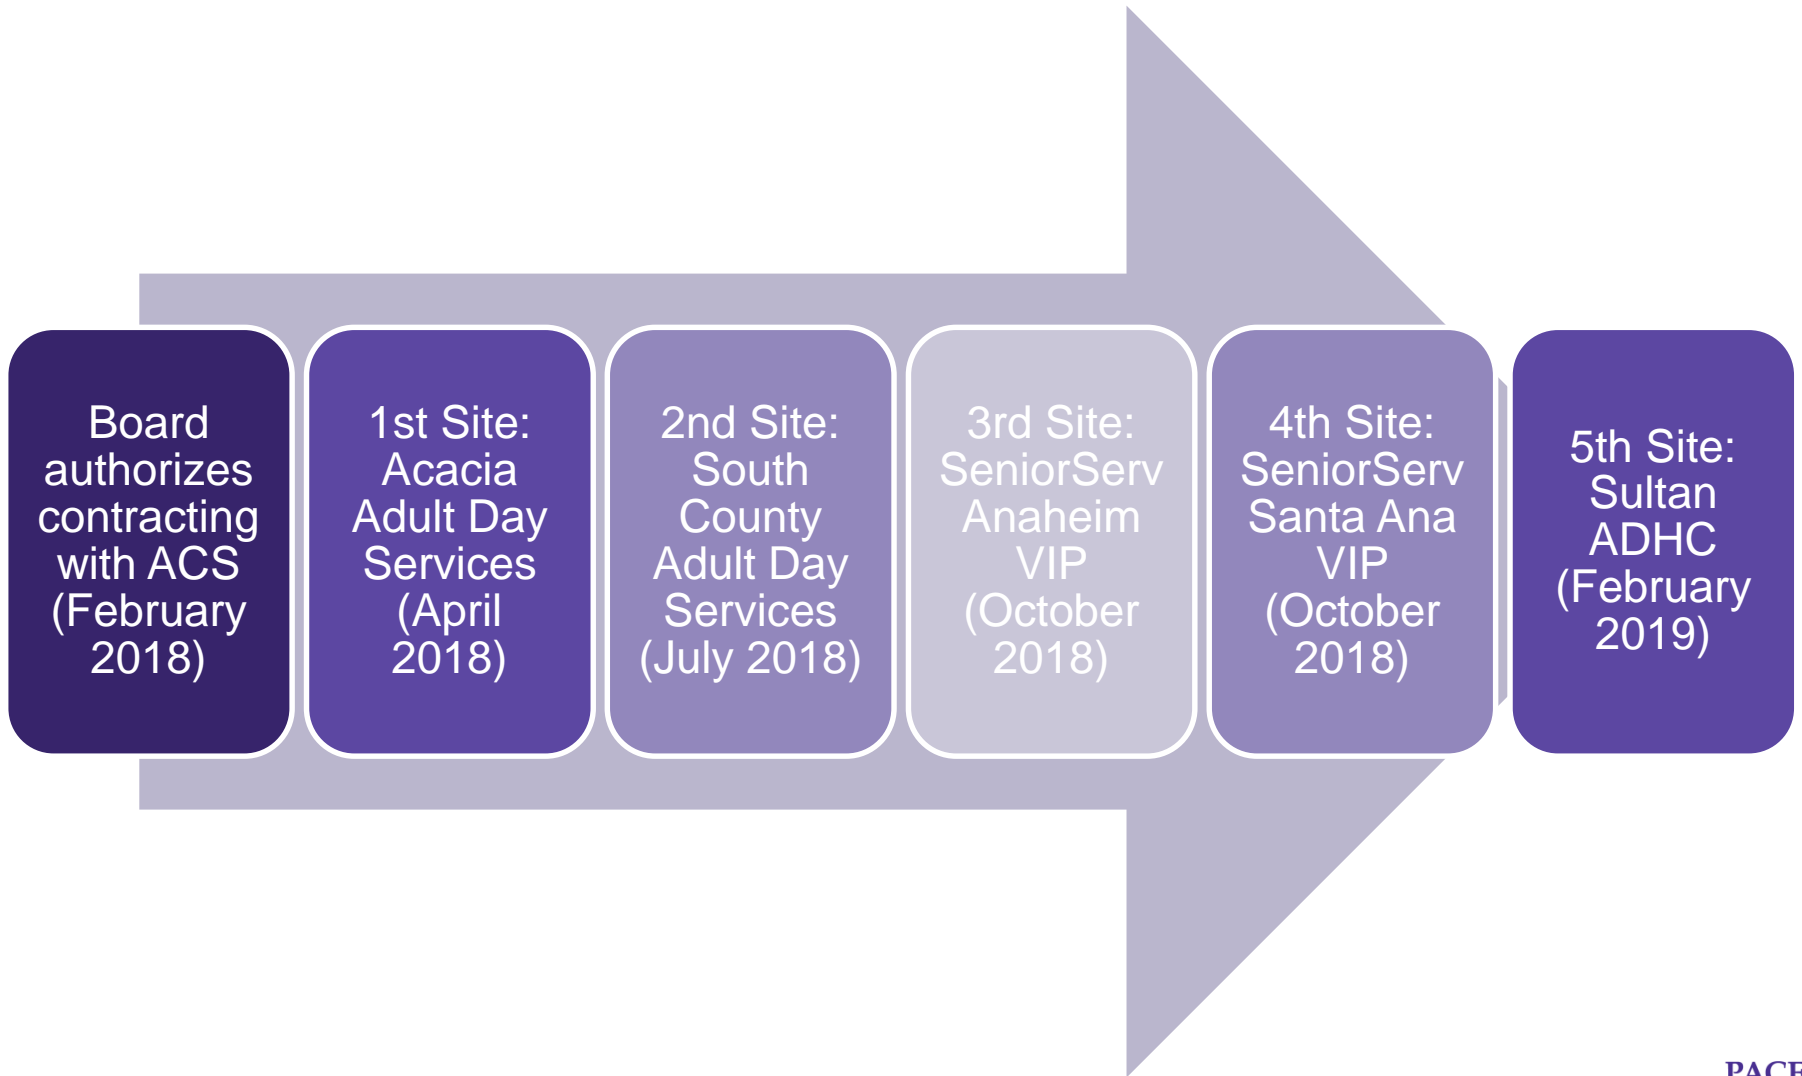 Board
authorizes
contracting
with ACS
(February
2018)
1st Site:
Acacia
Adult Day
Services
(April
2018)
2nd Site:
South
County
Adult Day
Services
(July 2018)
3rd Site:
SeniorServ
Anaheim
VIP
(October
2018)
4th Site:
SeniorServ
Santa Ana
VIP
(October
2018)
5th Site:
Sultan
ADHC
(February
2019)
PACE